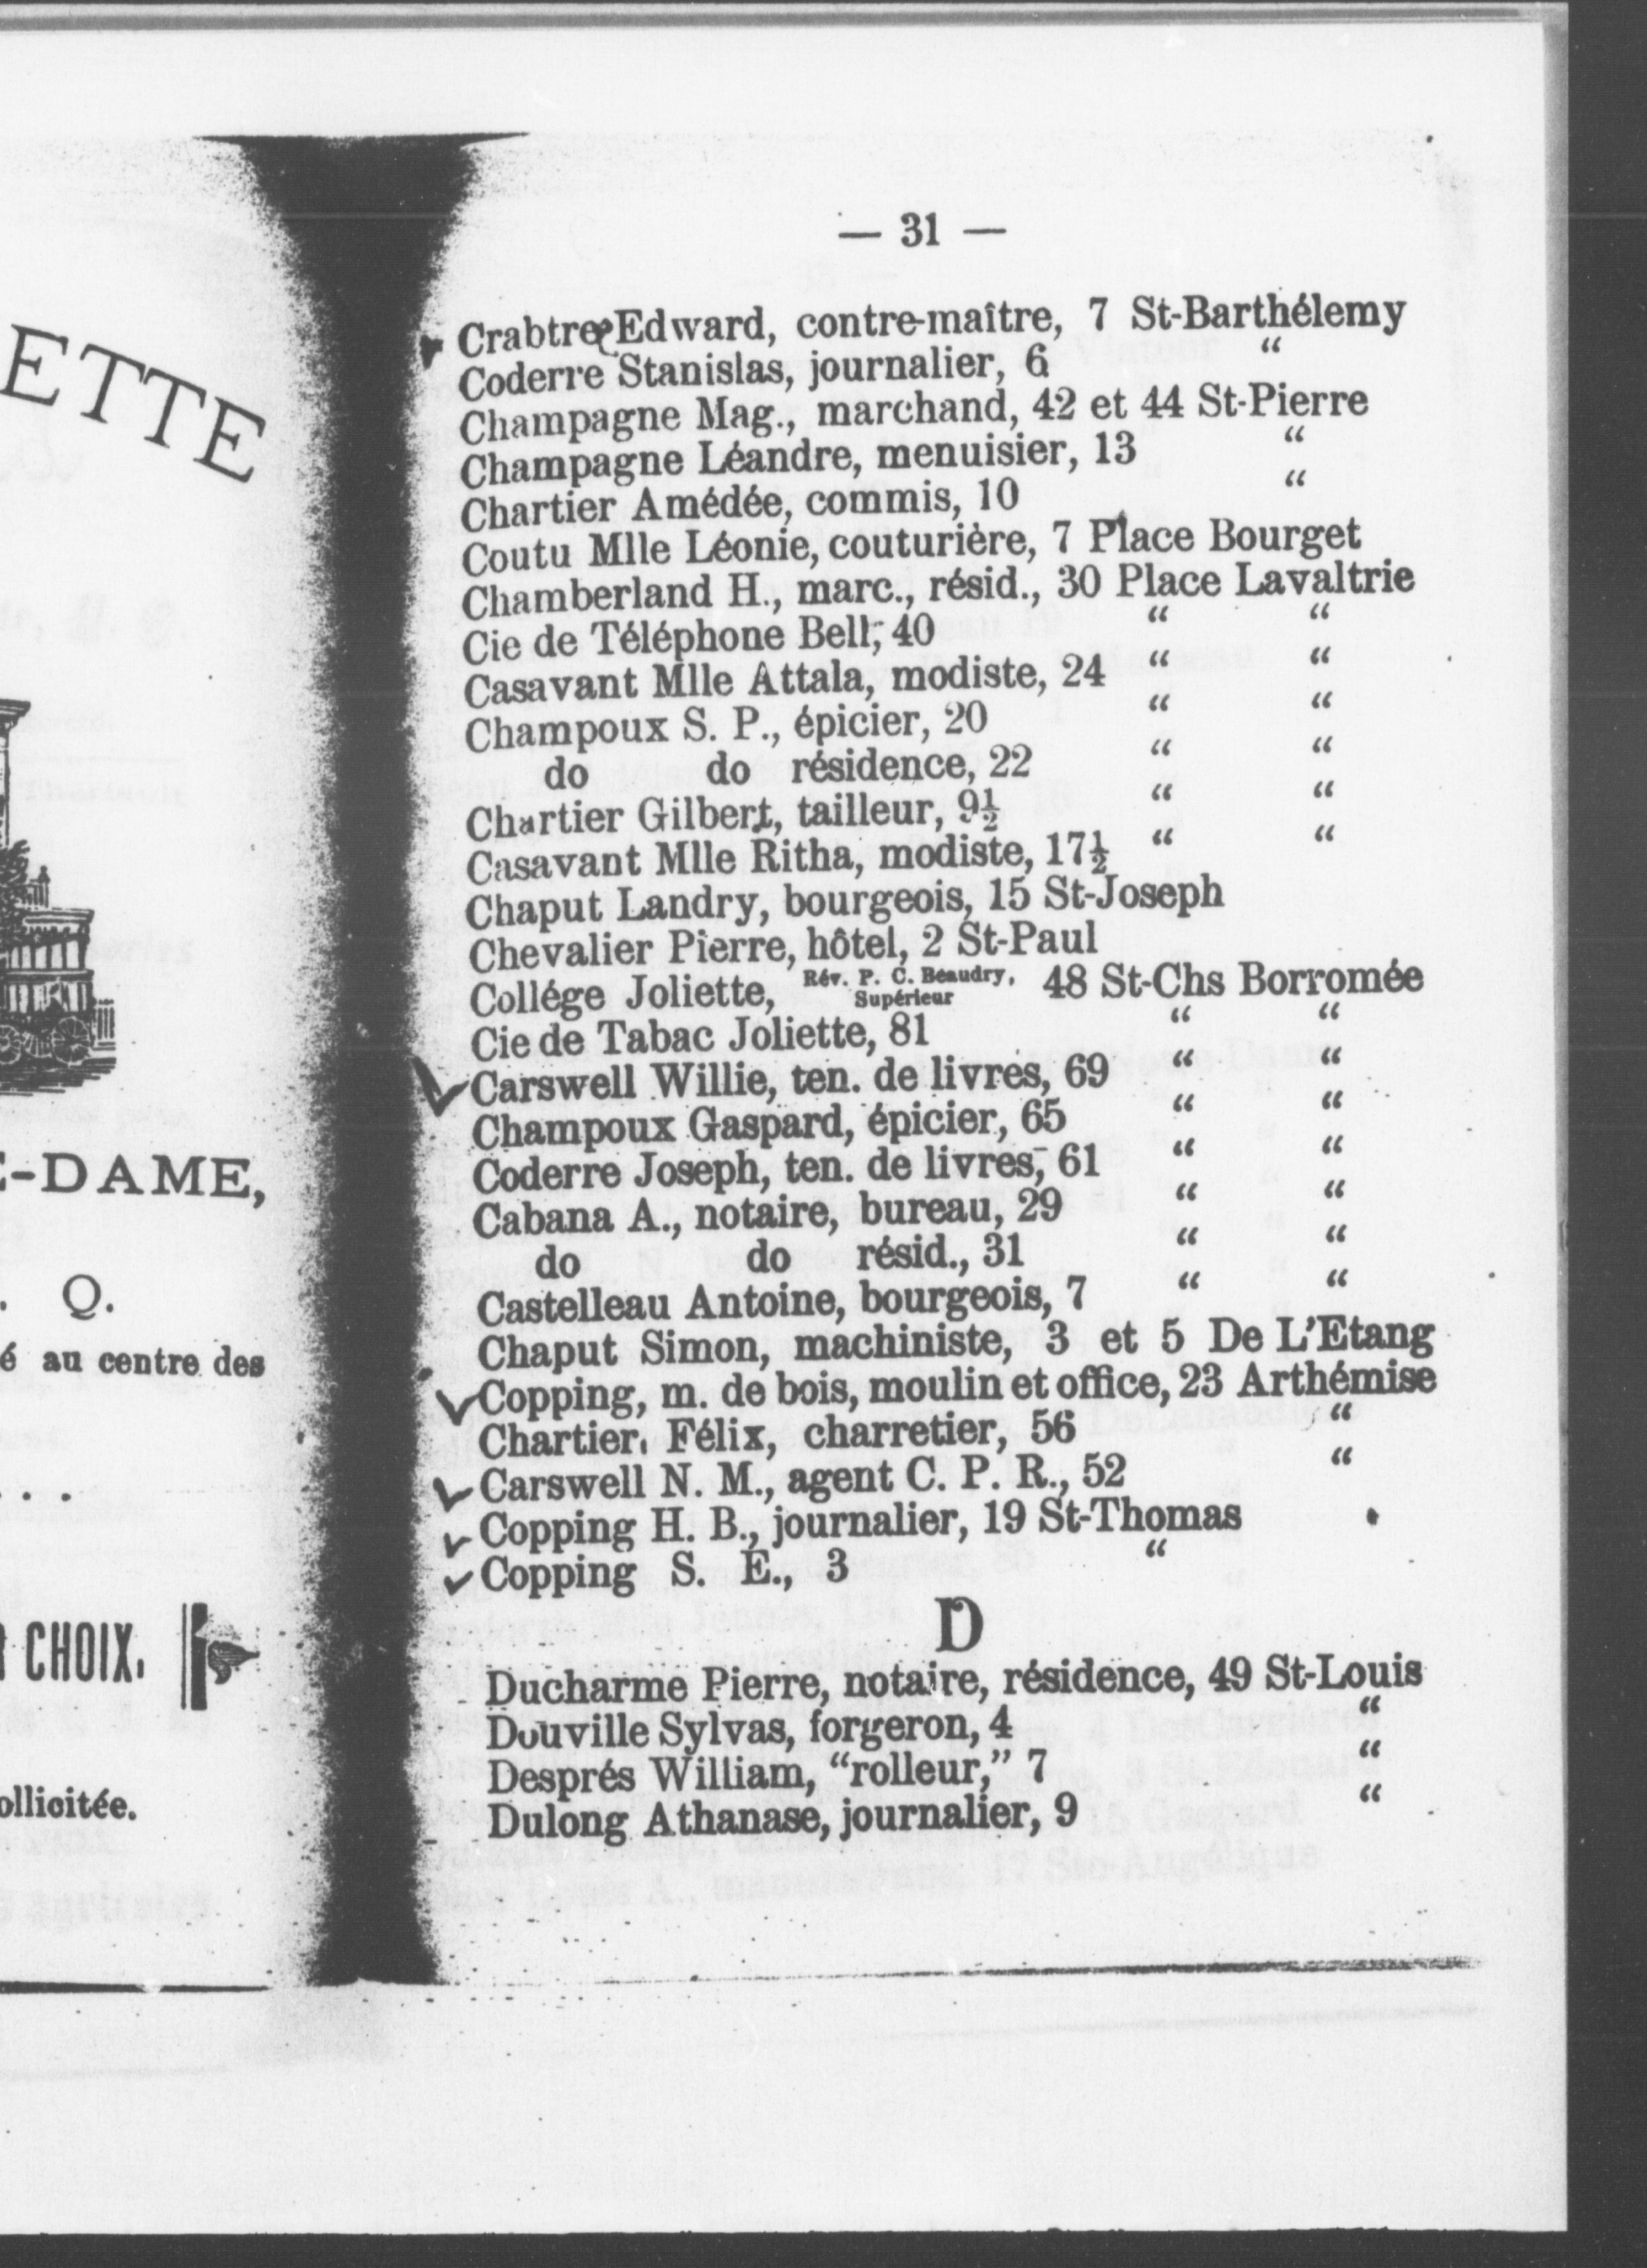 ETTE
E-DAME,
. Q.
é au centre des
. . .
CHOIX.
ollicitée.
— 31 —
Crabtree Edward, contre-maître, 7 St-Barthélemy
Coderre Stanislas, journalier, 6 “
Champagne Mag., marchand, 42 et 44 St-Pierre
Champagne Léandre, menuisier, 13 “
Chartier Amédée, commis, 10 “
Coutu Mlle Léonie, couturière, 7 Place Bourget
Chamberland H., marc., résid., 30 Place Lavaltrie
Cie de Téléphone Bell, 40 “ “
Casavant Mlle Attala, modiste, 24 “ “
Champoux S. P., épicier, 20 “ “
do do résidence, 22 “ “
Chartier Gilbert, tailleur, 9½ “ “
Casavant Mlle Ritha, modiste, 17½ “ “
Chaput Landry, bourgeois, 15 St-Joseph
Chevalier Pierre, hôtel, 2 St-Paul
Collége Joliette, Rév. P. C. Beaudry, Supérieur 48 St-Chs Borromée
Cie de Tabac Joliette, 81 “ “
Carswell Willie, ten. de livres, 69 “ “
Champoux Gaspard, épicier, 65 “ “
Coderre Joseph, ten. de livres, 61 “ “
Cabana A., notaire, bureau, 29 “ “
do do résid., 31 “ “
Castelleau Antoine, bourgeois, 7 “ “
Chaput Simon, machiniste, 3 et 5 De L'Etang
Copping, m. de bois, moulin et office, 23 Arthémise
Chartier, Félix, charretier, 56 “
Carswell N. M., agent C. P. R., 52 “
Copping H. B., journalier, 19 St-Thomas
Copping S. E., 3 “
D
Ducharme Pierre, notaire, résidence, 49 St-Louis
Douville Sylvas, forgeron, 4 “
Després William, “rolleur,” 7 “
Dulong Athanase, journalier, 9 “